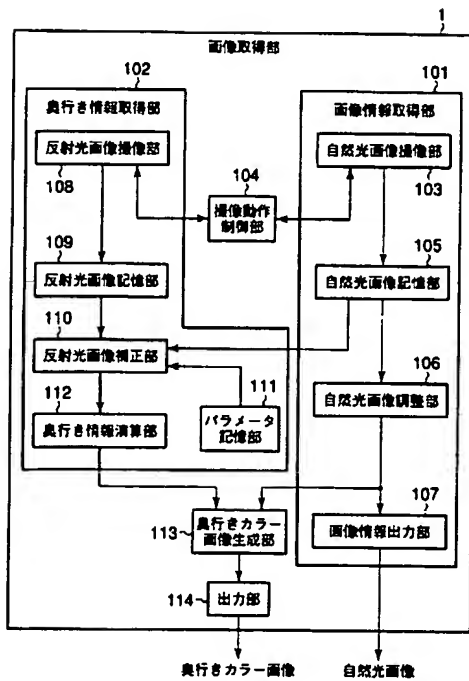 1
画像取得部
102
奥行き情報取得部
反射光画像撮像部
108
101
画像情報取得部
自然光画像撮像部
103
104
撮像動作
制御部
109
反射光画像記憶部
105
自然光画像記憶部
110
反射光画像補正部
106
自然光画像調整部
111
パラメータ
記憶部
112
奥行き情報演算部
107
画像情報出力部
113
奥行きカラー
画像生成部
114
出力部
奥行きカラー画像
自然光画像